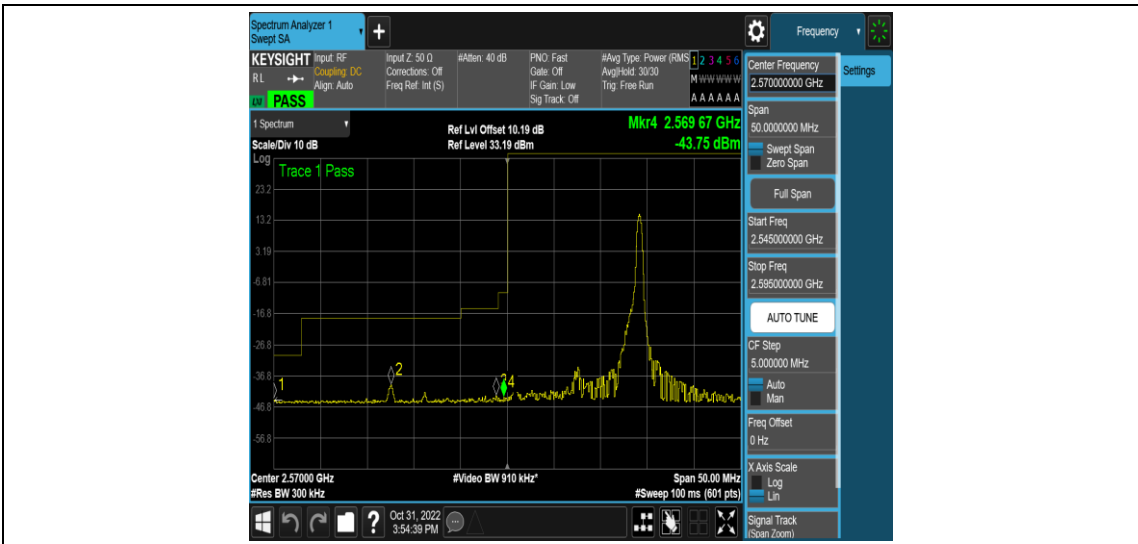 Spectrum Analyzer 1
Swept SA
+
Frequency
KEYSIGHT
RL
Input: RF
Coupling: DC
Align: Auto
Input Z: 50 Ω
Corrections: Off
Freq Ref: Int (S)
#Atten: 40 dB
PNO: Fast
Gate: Off
IF Gain: Low
Sig Track: Off
#Avg Type: Power (RMS
Avg|Hold: 30/30
Trig: Free Run
1 2 3 4 5 6
M W W W W W
A A A A A A
PASS
1 Spectrum
Scale/Div 10 dB
Ref Lvl Offset 10.19 dB
Ref Level 33.19 dBm
Mkr4 2.569 67 GHz
-43.75 dBm
Log
Trace 1 Pass
23.2
13.2
3.19
-6.81
-16.8
-26.8
-36.8
-46.8
-56.8
1
2
4
Center 2.57000 GHz
#Res BW 300 kHz
#Video BW 910 kHz*
Span 50.00 MHz
#Sweep 100 ms (601 pts)
Center Frequency
2.570000000 GHz
Settings
Span
50.0000000 MHz
Swept Span
Zero Span
Full Span
Start Freq
2.545000000 GHz
Stop Freq
2.595000000 GHz
AUTO TUNE
CF Step
5.000000 MHz
Auto
Man
Freq Offset
0 Hz
X Axis Scale
Log
Lin
Signal Track
(Span Zoom)
?
Oct 31, 2022
3:54:39 PM